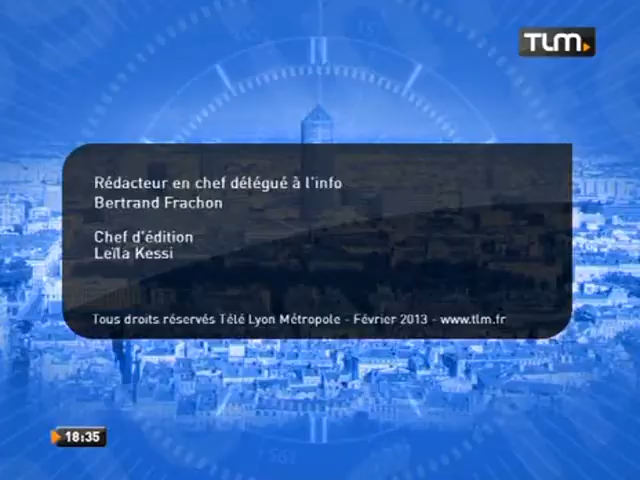 TLM
Rédacteur en chef délégué à l'info
Bertrand Frachon
Chef d'édition
Leïla Kessi
Tous droits réservés Télé Lyon Métropole - Février 2013 - www.tlm.fr
18:35